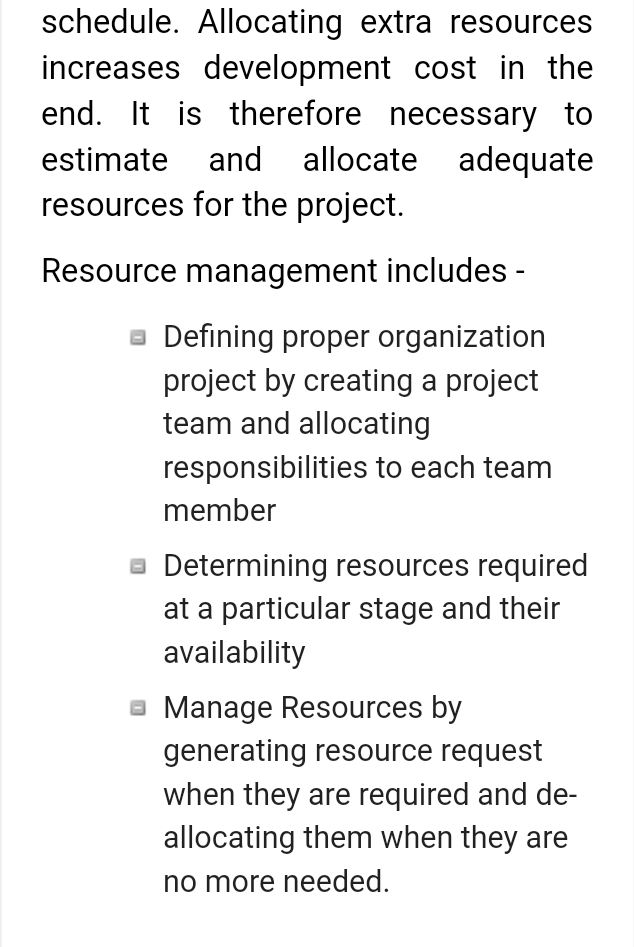 schedule. Allocating extra resources
increases development cost in the
end. It is therefore necessary to
estimate and allocate adequate
resources for the project.
Resource management includes -
Defining proper organization
project by creating a project
team and allocating
responsibilities to each team
member
Determining resources required
at a particular stage and their
availability
Manage Resources by
generating resource request
when they are required and de-
allocating them when they are
no more needed.